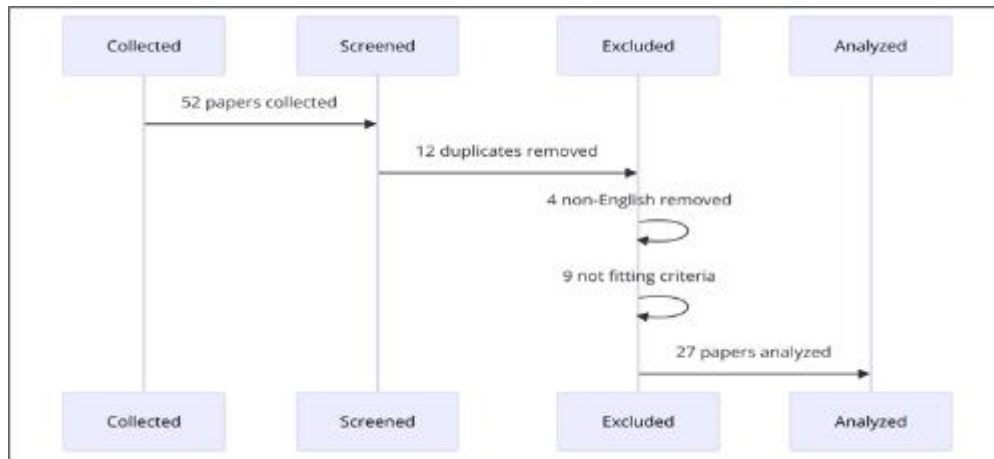 Collected Screened Excluded Analyzed
52 papers collected
12 duplicates removed
4 non-English removed
9 not fitting criteria
27 papers analyzed
Collected Screened Excluded Analyzed